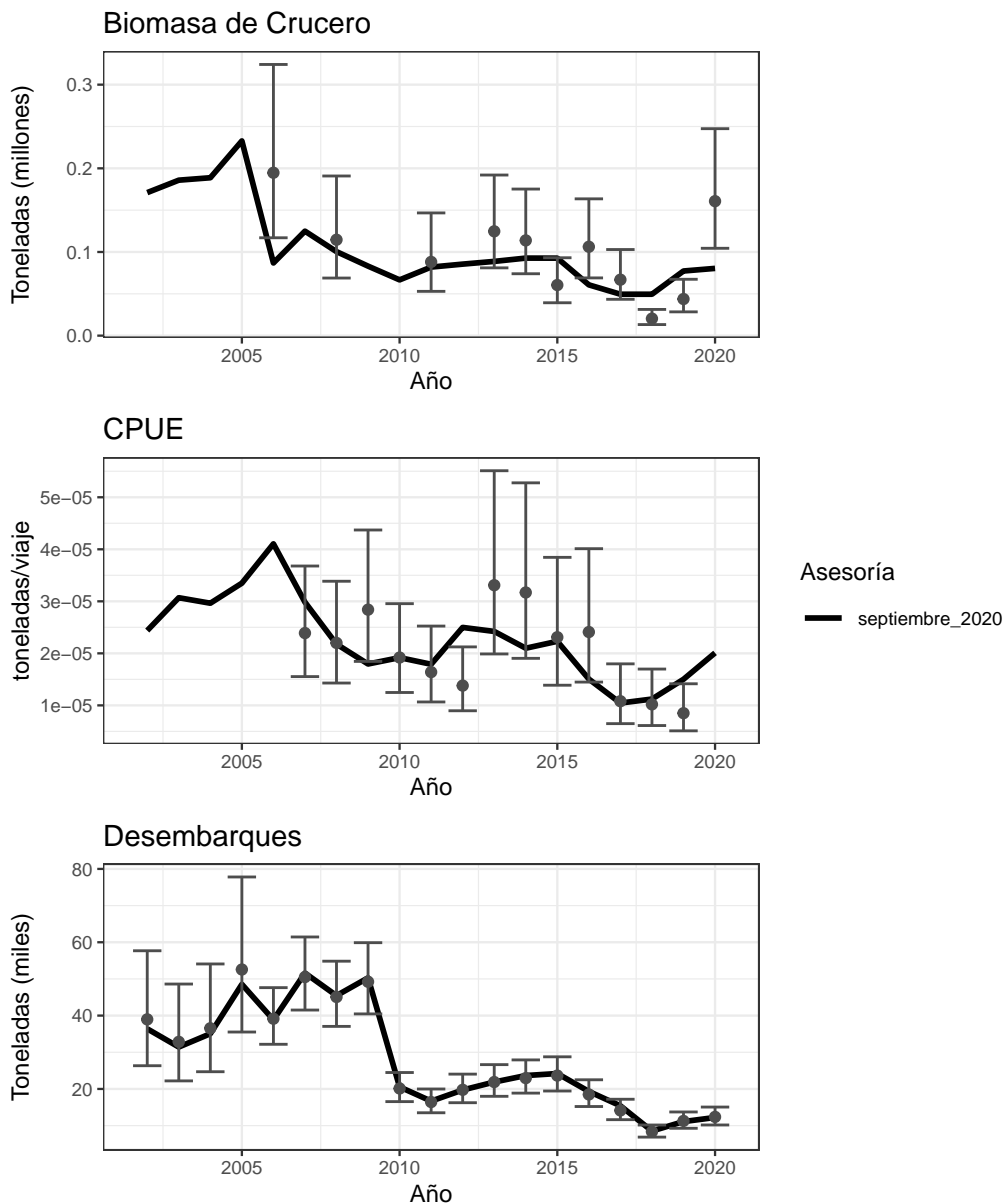 Biomasa de Crucero
Toneladas (millones)
0.3
0.2
0.1
0.0
2005 2010 2015 2020
Año
CPUE
toneladas/viaje
5e−05
4e−05
3e−05
2e−05
1e−05
2005 2010 2015 2020
Año
Asesoría
septiembre_2020
Desembarques
Toneladas (miles)
80
60
40
20
2005 2010 2015 2020
Año